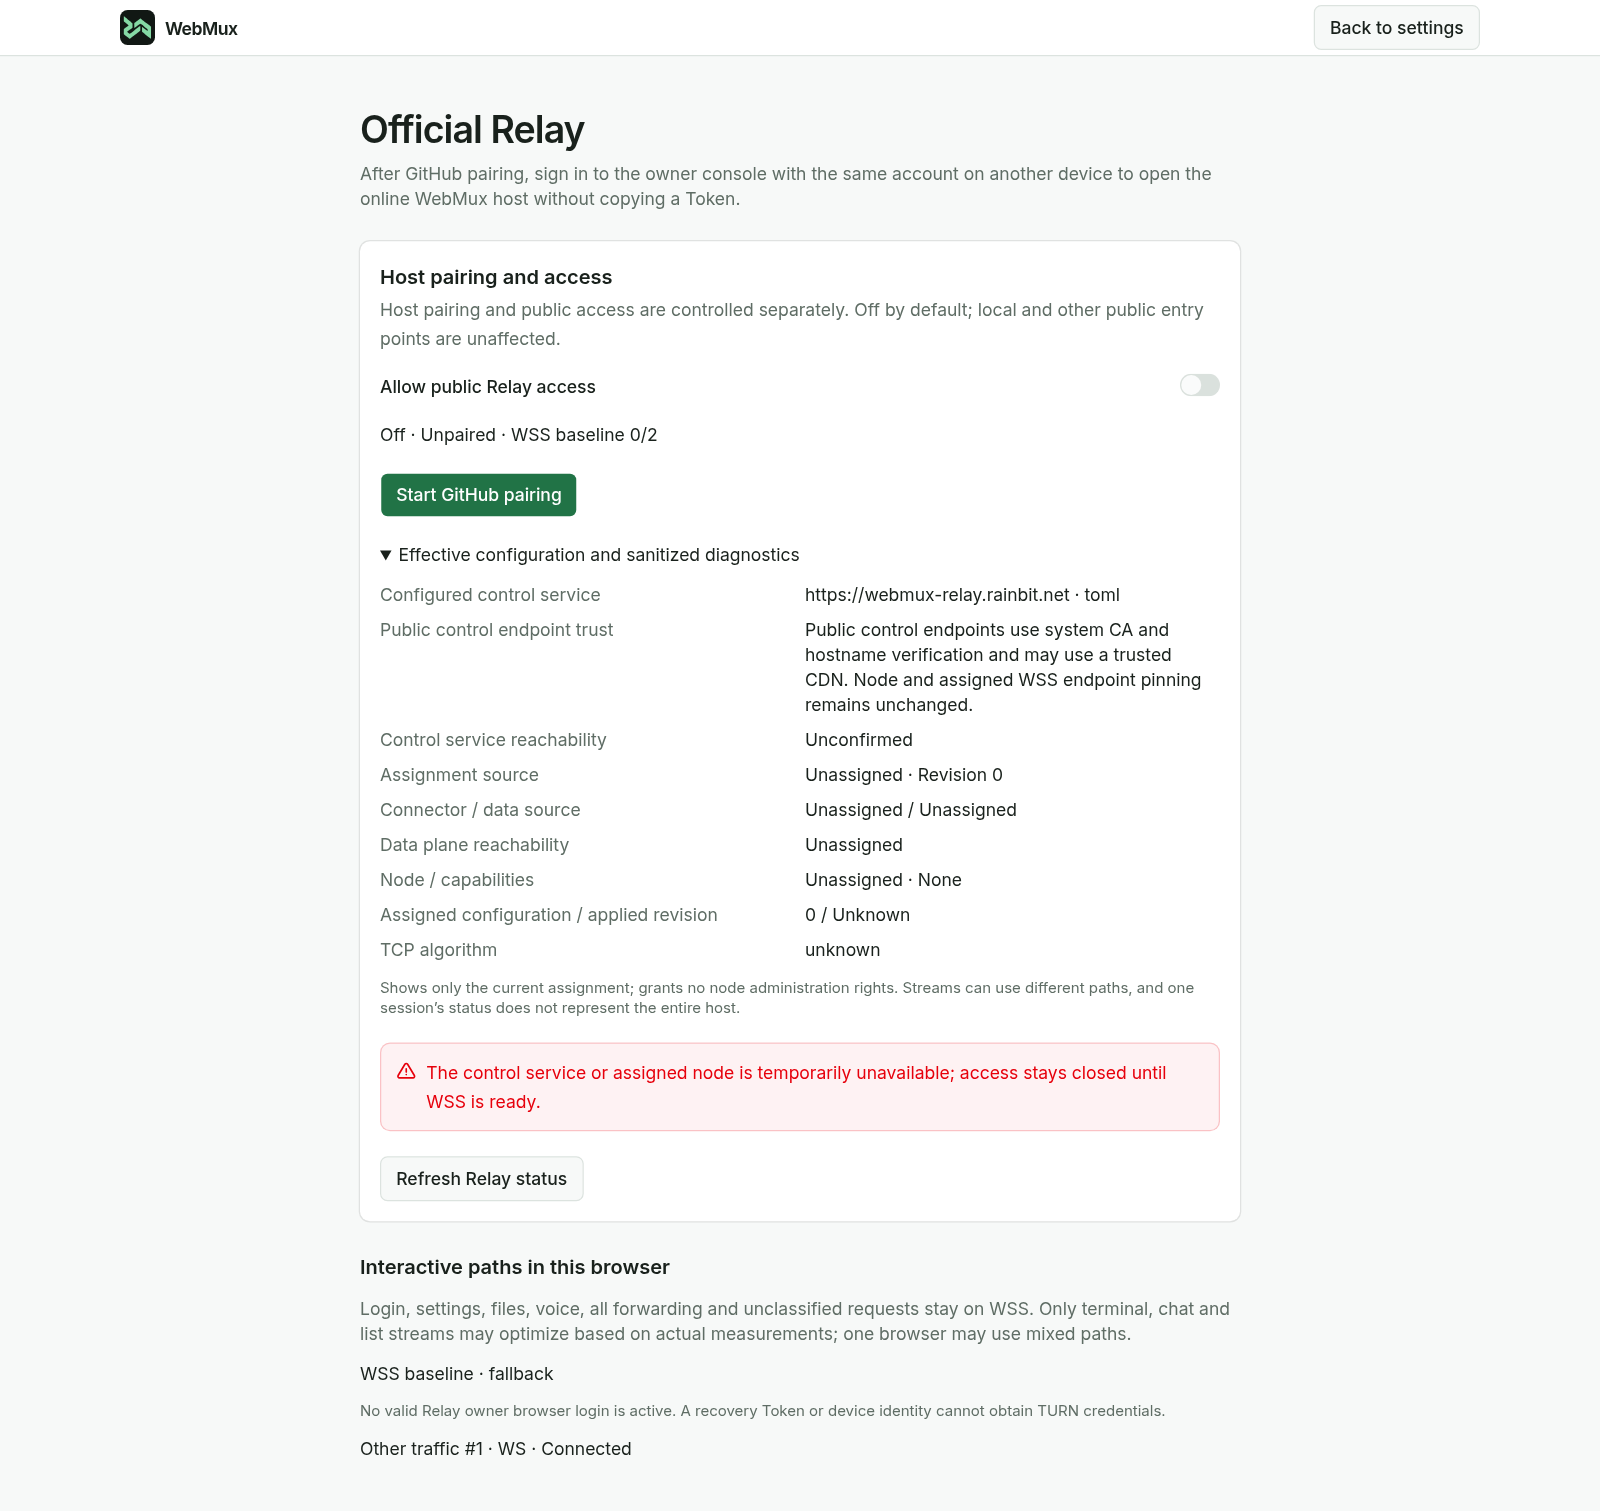 WebMux
Back to settings
Official Relay
After GitHub pairing, sign in to the owner console with the same account on another device to open the
online WebMux host without copying a Token.
Host pairing and access
Host pairing and public access are controlled separately. Off by default; local and other public entry
points are unaffected.
Allow public Relay access
Off · Unpaired · WSS baseline 0/2
Start GitHub pairing
▼ Effective configuration and sanitized diagnostics
Configured control service
https://webmux-relay.rainbit.net · toml
Public control endpoint trust
Public control endpoints use system CA and
hostname verification and may use a trusted
CDN. Node and assigned WSS endpoint pinning
remains unchanged.
Control service reachability
Unconfirmed
Assignment source
Unassigned · Revision 0
Connector / data source
Unassigned / Unassigned
Data plane reachability
Unassigned
Node / capabilities
Unassigned · None
Assigned configuration / applied revision
0 / Unknown
TCP algorithm
unknown
Shows only the current assignment; grants no node administration rights. Streams can use different paths, and one
session’s status does not represent the entire host.
The control service or assigned node is temporarily unavailable; access stays closed until
WSS is ready.
Refresh Relay status
Interactive paths in this browser
Login, settings, files, voice, all forwarding and unclassified requests stay on WSS. Only terminal, chat and
list streams may optimize based on actual measurements; one browser may use mixed paths.
WSS baseline · fallback
No valid Relay owner browser login is active. A recovery Token or device identity cannot obtain TURN credentials.
Other traffic #1 · WS · Connected